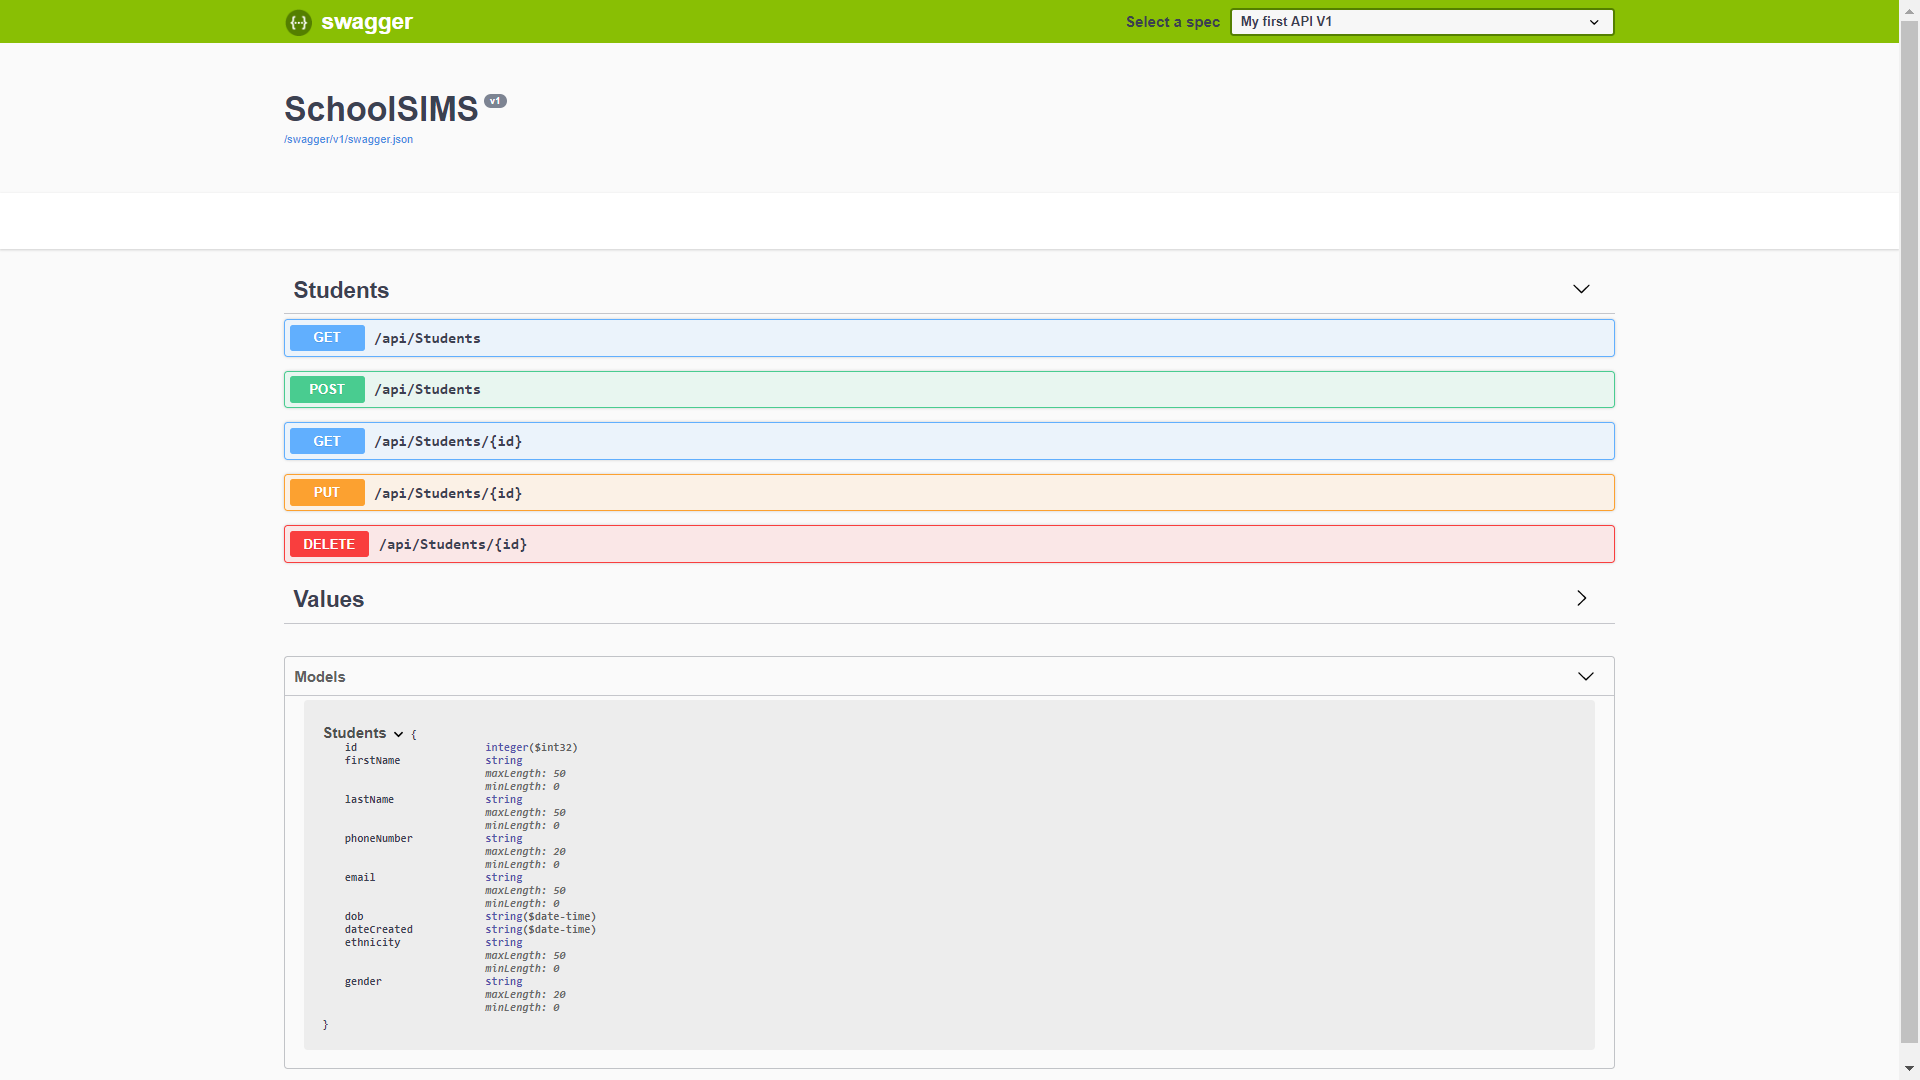 {···} swagger
Select a spec My first API V1
SchoolSIMS v1
/swagger/v1/swagger.json
Students
GET /api/Students
POST /api/Students
GET /api/Students/{id}
PUT /api/Students/{id}
DELETE /api/Students/{id}
Values
Models
Students {
id integer($int32)
firstName string
maxLength: 50
minLength: 0
lastName string
maxLength: 50
minLength: 0
phoneNumber string
maxLength: 20
minLength: 0
email string
maxLength: 50
minLength: 0
dob string($date-time)
dateCreated string($date-time)
ethnicity string
maxLength: 50
minLength: 0
gender string
maxLength: 20
minLength: 0
}